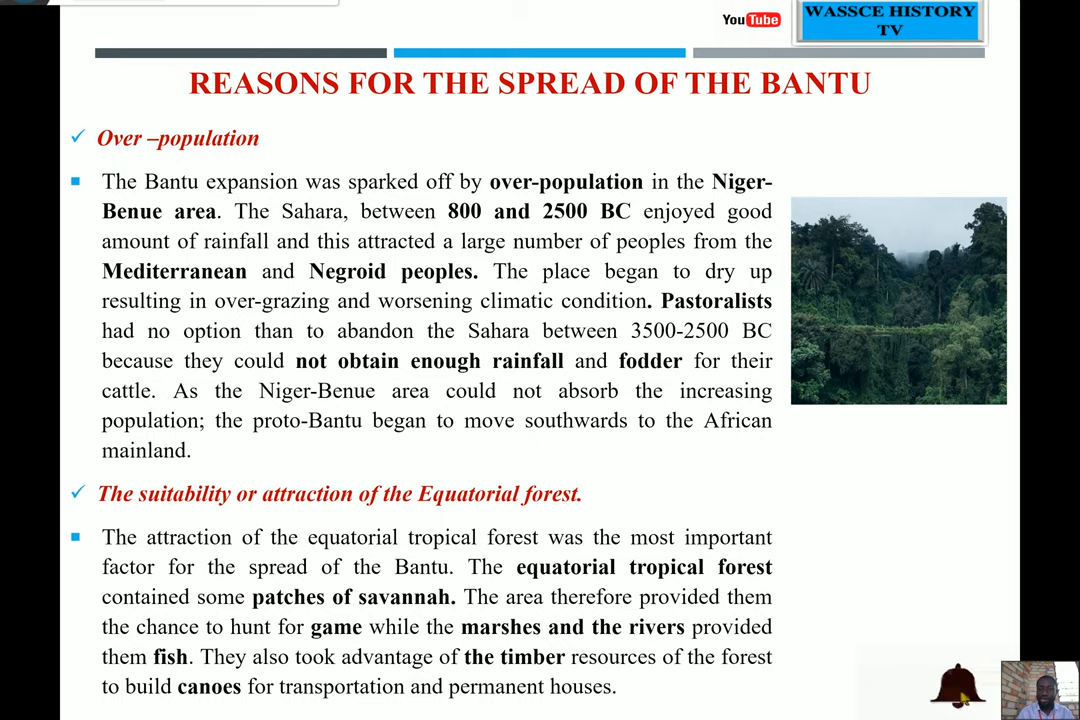 YouTube
WASSCE HISTORY
TV
REASONS FOR THE SPREAD OF THE BANTU
Over –population
The Bantu expansion was sparked off by over-population in the Niger-
Benue area. The Sahara, between 800 and 2500 BC enjoyed good
amount of rainfall and this attracted a large number of peoples from the
Mediterranean and Negroid peoples. The place began to dry up
resulting in over-grazing and worsening climatic condition. Pastoralists
had no option than to abandon the Sahara between 3500-2500 BC
because they could not obtain enough rainfall and fodder for their
cattle. As the Niger-Benue area could not absorb the increasing
population; the proto-Bantu began to move southwards to the African
mainland.
The suitability or attraction of the Equatorial forest.
The attraction of the equatorial tropical forest was the most important
factor for the spread of the Bantu. The equatorial tropical forest
contained some patches of savannah. The area therefore provided them
the chance to hunt for game while the marshes and the rivers provided
them fish. They also took advantage of the timber resources of the forest
to build canoes for transportation and permanent houses.